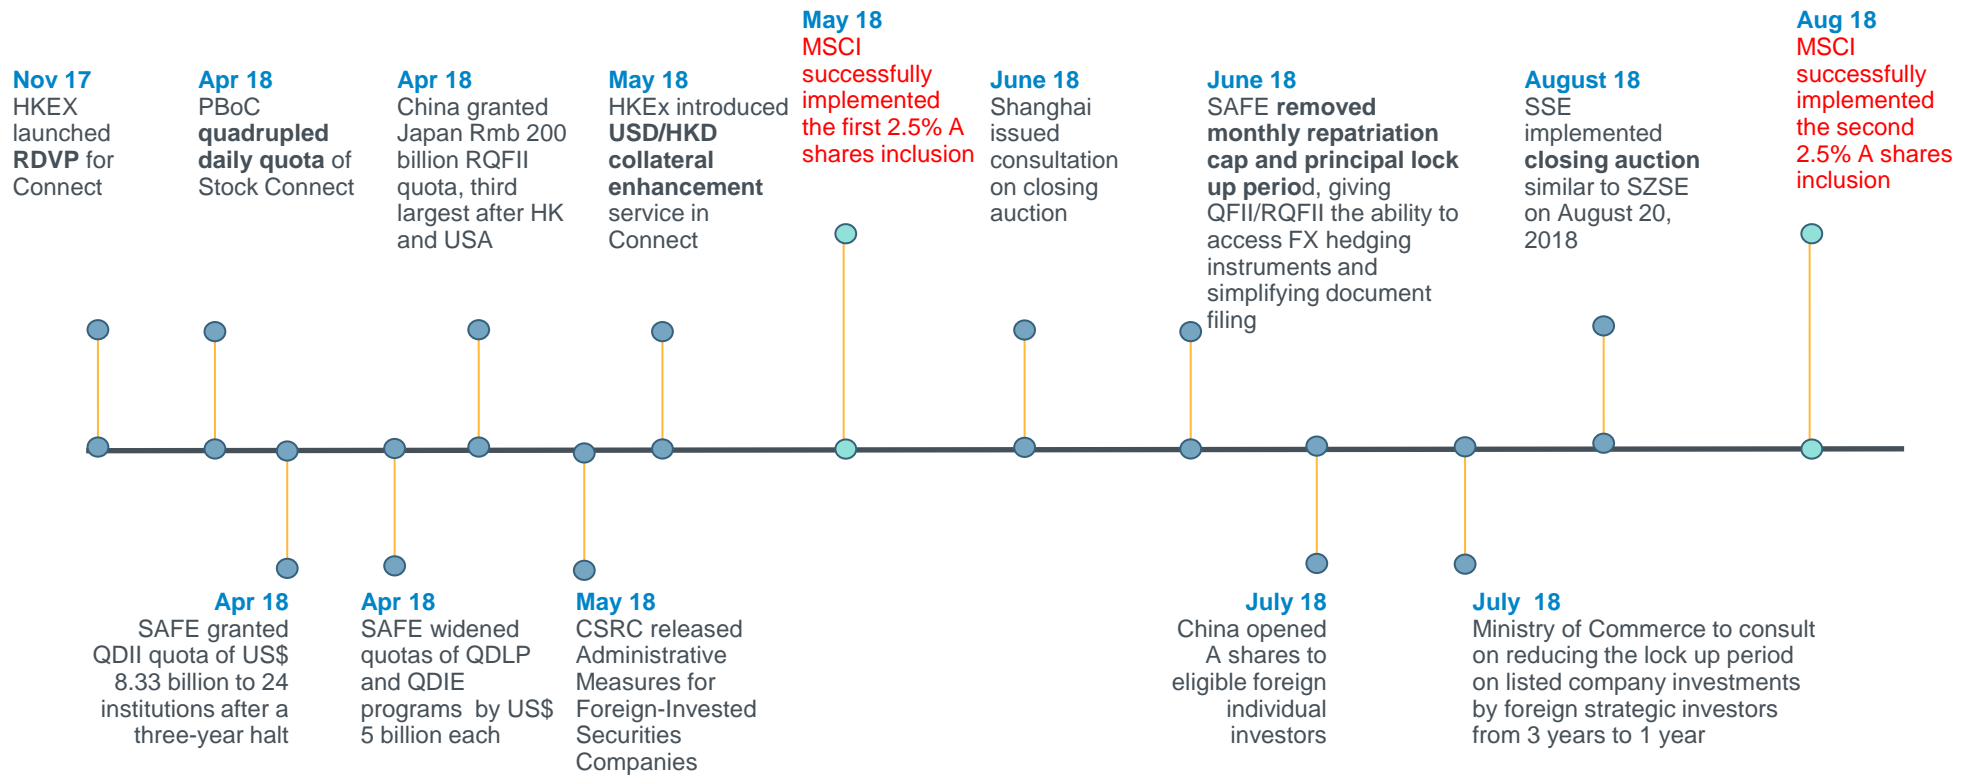 Nov 17
HKEX
launched
RDVP for
Connect
Apr 18
PBoC
quadrupled
daily quota of
Stock Connect
Apr 18
China granted
Japan Rmb 200
billion RQFII
quota, third
largest after HK
and USA
May 18
HKEx introduced
USD/HKD
collateral
enhancement
service in
Connect
May 18
MSCI
successfully
implemented
the first 2.5% A
shares inclusion
June 18
Shanghai
issued
consultation
on closing
auction
June 18
SAFE removed
monthly repatriation
cap and principal lock
up period, giving
QFII/RQFII the ability to
access FX hedging
instruments and
simplifying document
filing
August 18
SSE
implemented
closing auction
similar to SZSE
on August 20,
2018
Aug 18
MSCI
successfully
implemented
the second
2.5% A shares
inclusion
Apr 18
SAFE granted
QDII quota of US$
8.33 billion to 24
institutions after a
three-year halt
Apr 18
SAFE widened
quotas of QDLP
and QDIE
programs by US$
5 billion each
May 18
CSRC released
Administrative
Measures for
Foreign-Invested
Securities
Companies
July 18
China opened
A shares to
eligible foreign
individual
investors
July 18
Ministry of Commerce to consult
on reducing the lock up period
on listed company investments
by foreign strategic investors
from 3 years to 1 year